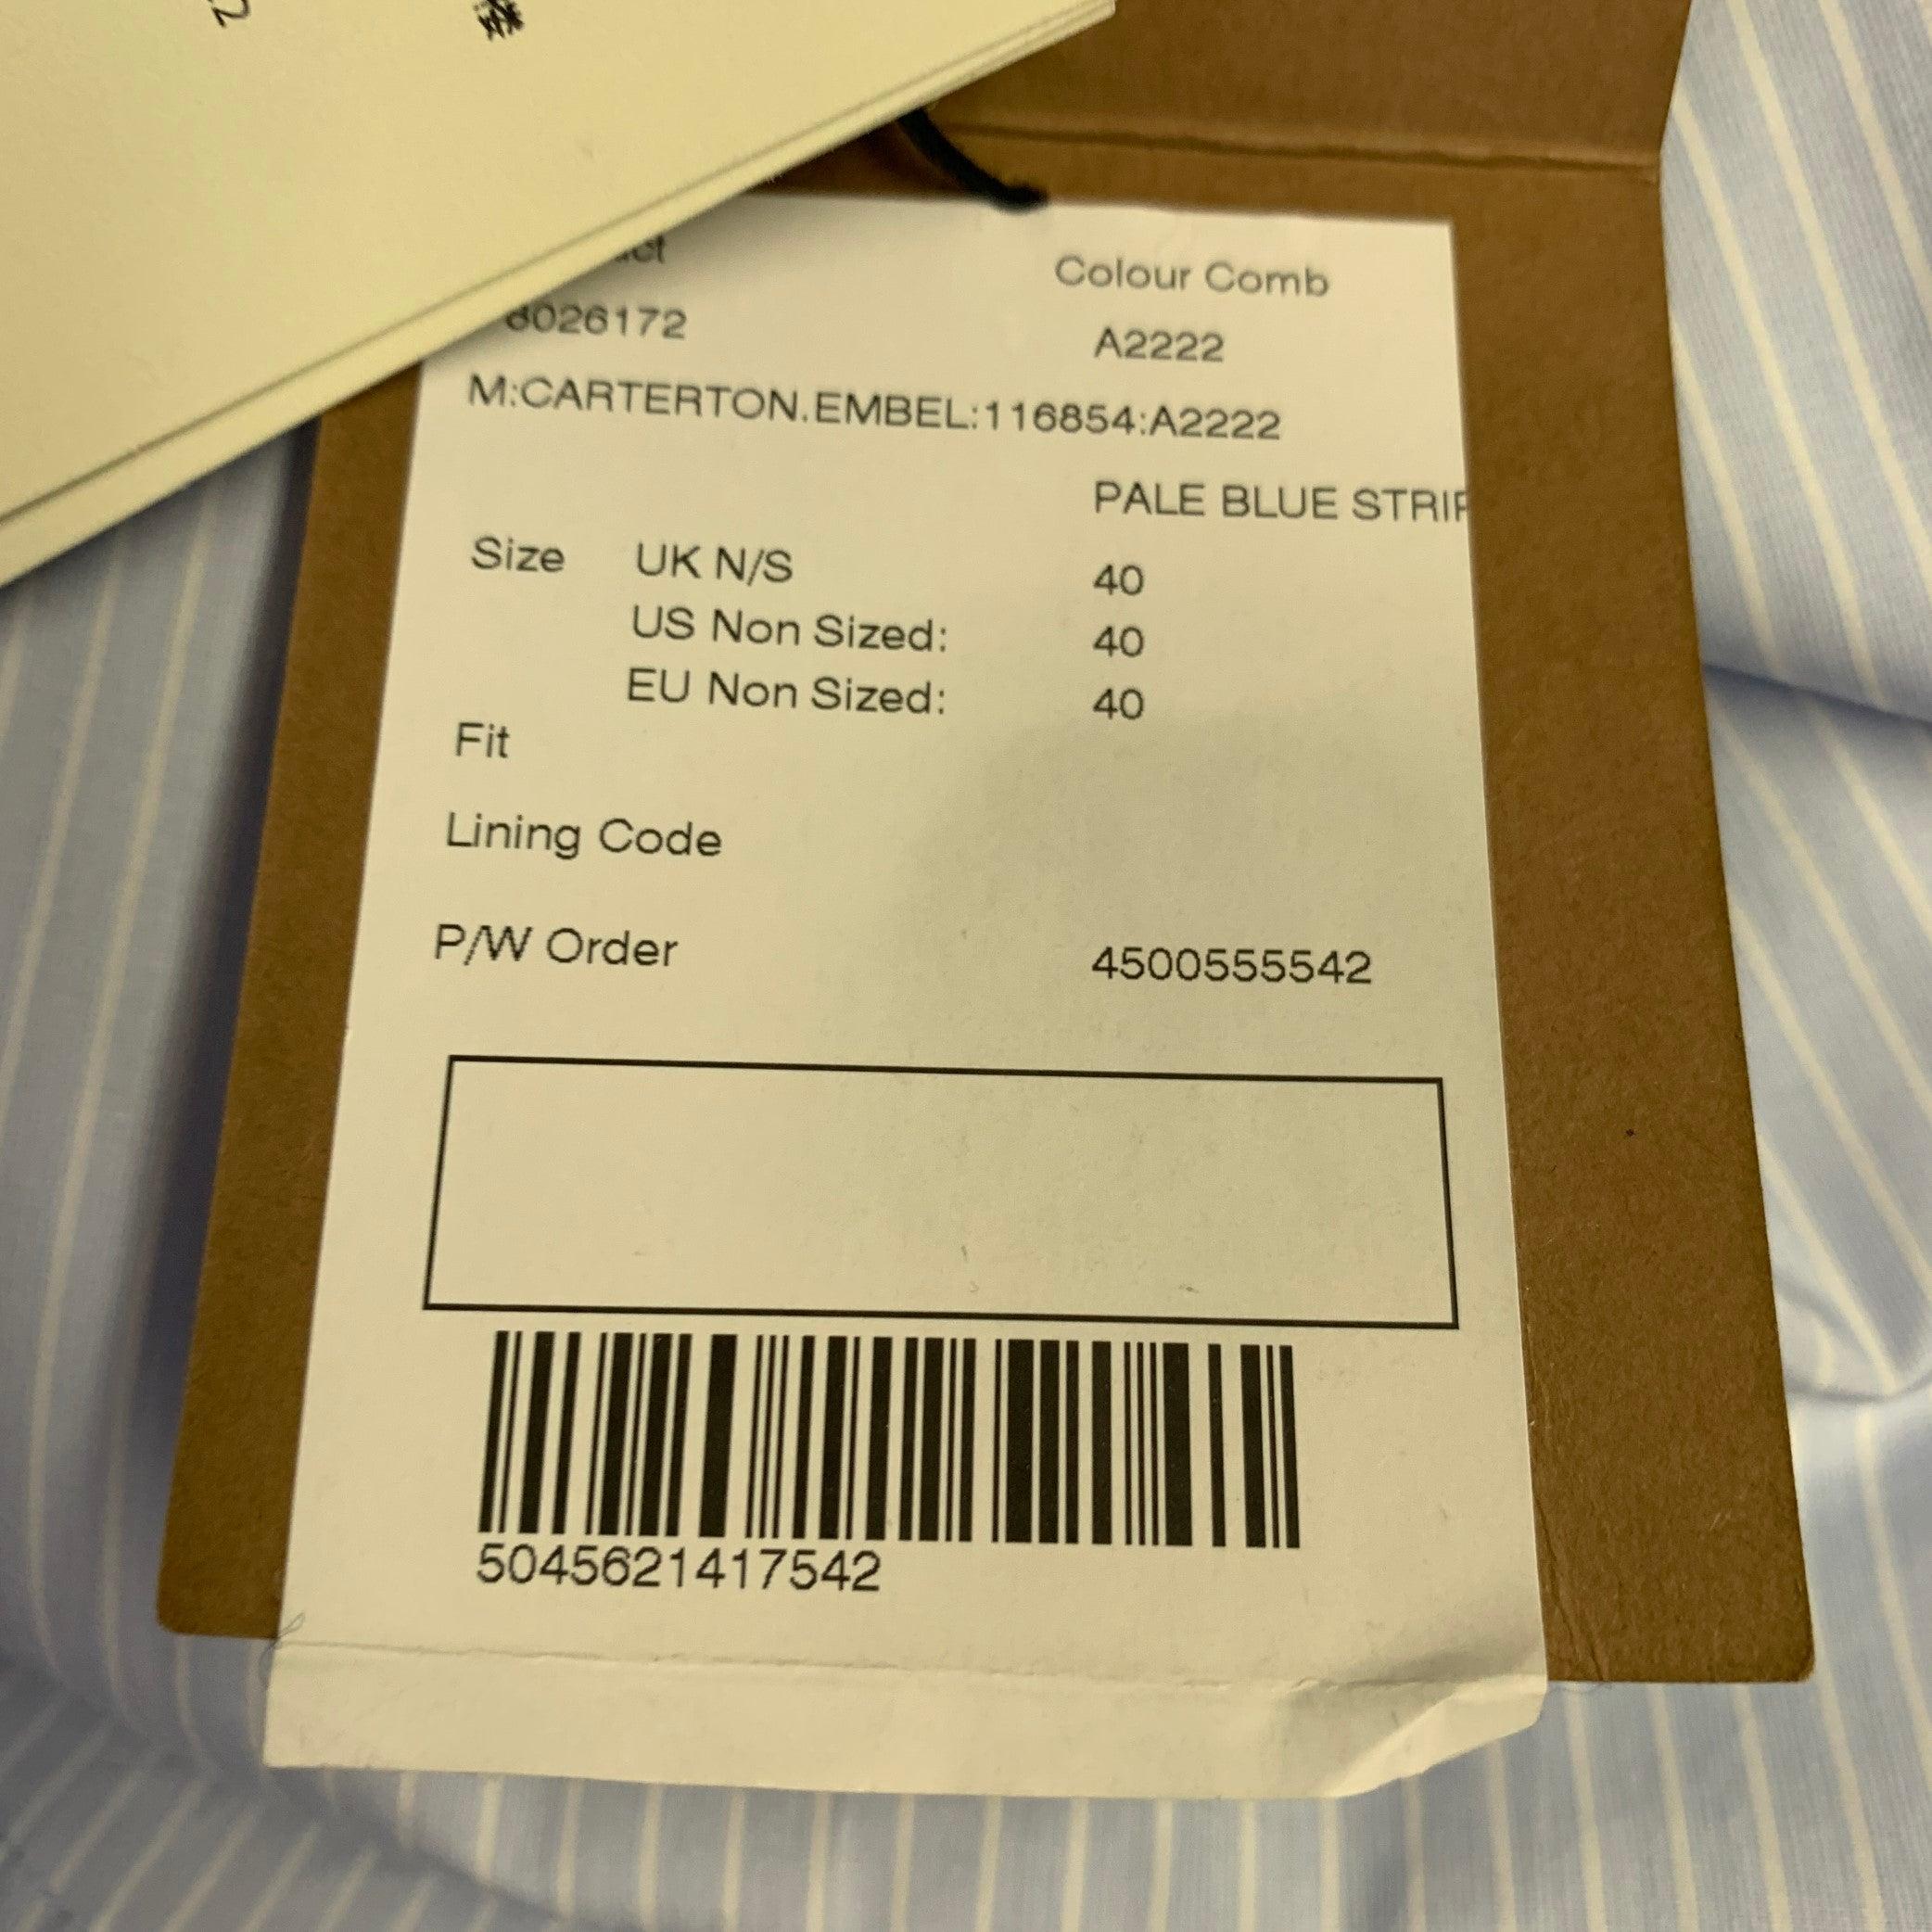 Colour Comb
8026172 A2222
M:CARTERTON.EMBEL:116854:A2222
PALE BLUE STRIP
Size UK N/S 40
US Non Sized: 40
EU Non Sized: 40
Fit
Lining Code
P/W Order 4500555542
5045621417542